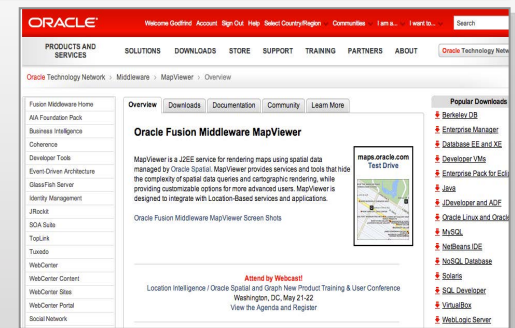 ORACLE
Welcome Godfrind Account Sign Out Help Select Country/Region Communities I am a... I want to... Search
PRODUCTS AND SERVICES
SOLUTIONS DOWNLOADS STORE SUPPORT TRAINING PARTNERS ABOUT
Oracle Technology Netw
Oracle Technology Network > Middleware > MapViewer > Overview
Fusion Middleware Home
AIA Foundation Pack
Business Intelligence
Coherence
Developer Tools
Event-Driven Architecture
GlassFish Server
Identity Management
JRockit
SOA Suite
TopLink
Tuxedo
WebCenter
WebCenter Content
WebCenter Sites
WebCenter Portal
Social Network
Overview Downloads Documentation Community Learn More
Oracle Fusion Middleware MapViewer
MapViewer is a J2EE service for rendering maps using spatial data
managed by Oracle Spatial. MapViewer provides services and tools that hide
the complexity of spatial data queries and cartographic rendering, while
providing customizable options for more advanced users. MapViewer is
designed to integrate with Location-Based services and applications.
Oracle Fusion Middleware MapViewer Screen Shots
maps.oracle.com
Test Drive
Attend by Webcast!
Location Intelligence / Oracle Spatial and Graph New Product Training & User Conference
Washington, DC, May 21-22
View the Agenda and Register
Popular Downloads
Berkeley DB
Enterprise Manager
Database EE and XE
Developer VMs
Enterprise Pack for Eclip
Java
JDeveloper and ADF
Oracle Linux and Oracle
MySQL
NetBeans IDE
NoSQL Database
Solaris
SQL Developer
VirtualBox
WebLogic Server